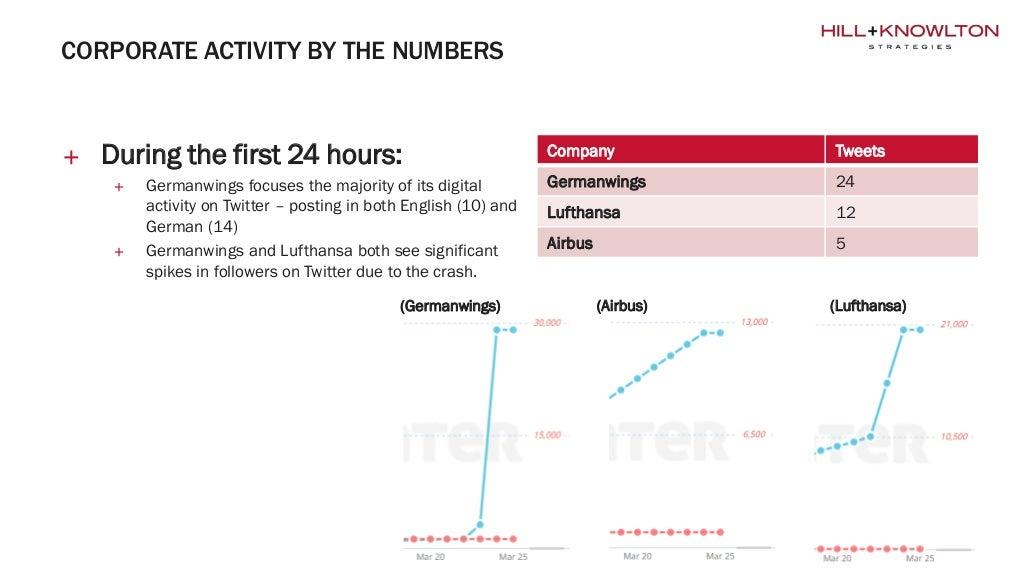 CORPORATE ACTIVITY BY THE NUMBERS
HILL+KNOWLTON
STRATEGIES
+ During the first 24 hours:
+ Germanwings focuses the majority of its digital
activity on Twitter – posting in both English (10) and
German (14)
+ Germanwings and Lufthansa both see significant
spikes in followers on Twitter due to the crash.
Company Tweets
Germanwings 24
Lufthansa 12
Airbus 5
(Germanwings)
30,000
15,000
Mar 20 Mar 25
(Airbus)
13,000
6,500
Mar 20 Mar 25
(Lufthansa)
21,000
10,500
Mar 20 Mar 25